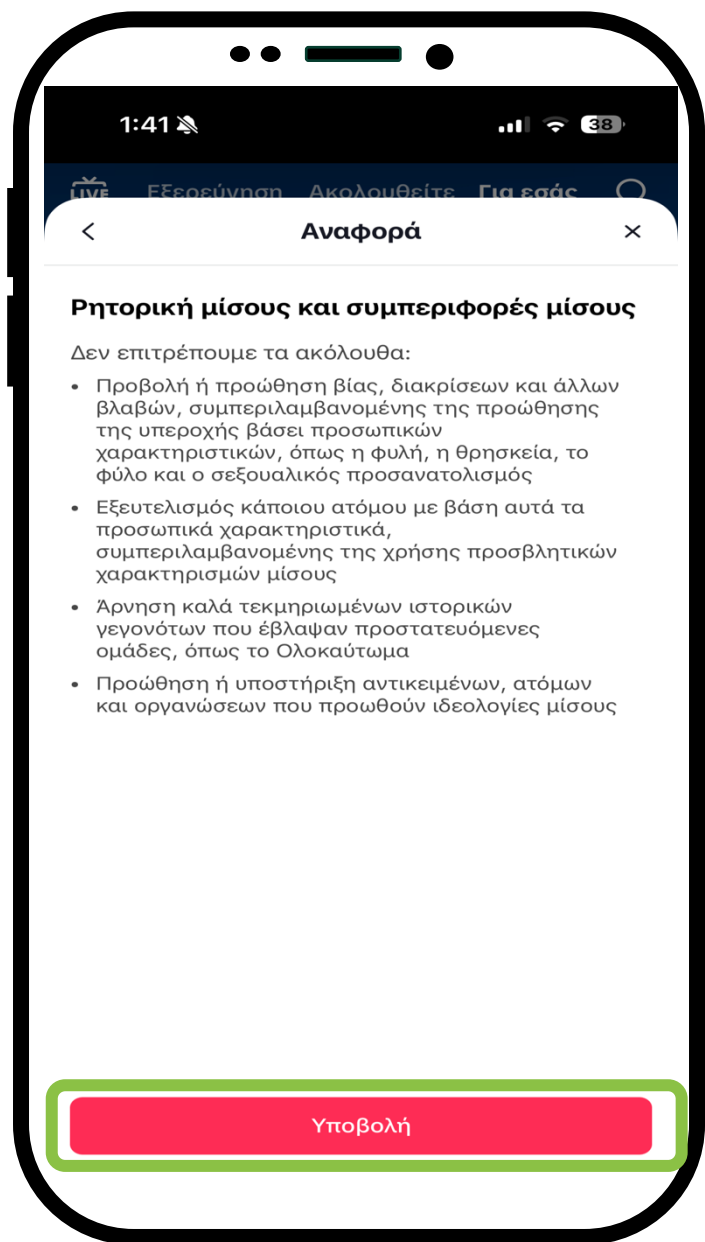 1:41
38
LIVE Εξερεύνηση Ακολουθείτε Για εσάς
Αναφορά
Ρητορική μίσους και συμπεριφορές μίσους
Δεν επιτρέπουμε τα ακόλουθα:
• Προβολή ή προώθηση βίας, διακρίσεων και άλλων
βλαβών, συμπεριλαμβανομένης της προώθησης
της υπεροχής βάσει προσωπικών
χαρακτηριστικών, όπως η φυλή, η θρησκεία, το
φύλο και ο σεξουαλικός προσανατολισμός
• Εξευτελισμός κάποιου ατόμου με βάση αυτά τα
προσωπικά χαρακτηριστικά,
συμπεριλαμβανομένης της χρήσης προσβλητικών
χαρακτηρισμών μίσους
• Άρνηση καλά τεκμηριωμένων ιστορικών
γεγονότων που έβλαψαν προστατευόμενες
ομάδες, όπως το Ολοκαύτωμα
• Προώθηση ή υποστήριξη αντικειμένων, ατόμων
και οργανώσεων που προωθούν ιδεολογίες μίσους
Υποβολή